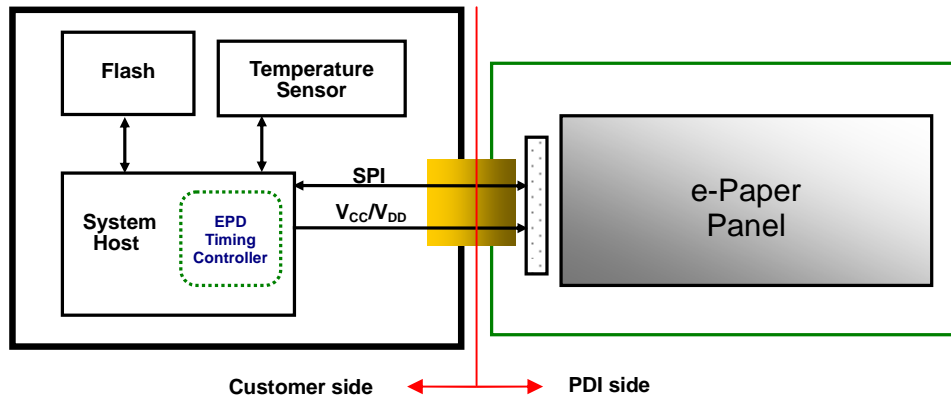 Flash
Temperature
Sensor
SPI
System
Host
EPD
Timing
Controller
VCC/VDD
e-Paper
Panel
Customer side
PDI side